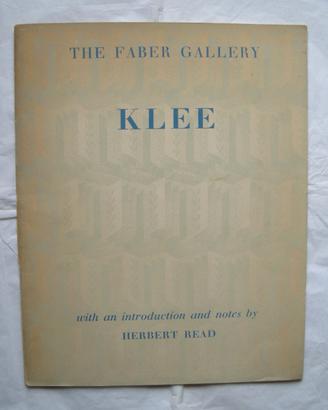 THE FABER GALLERY
KLEE
with an introduction and notes by
HERBERT READ